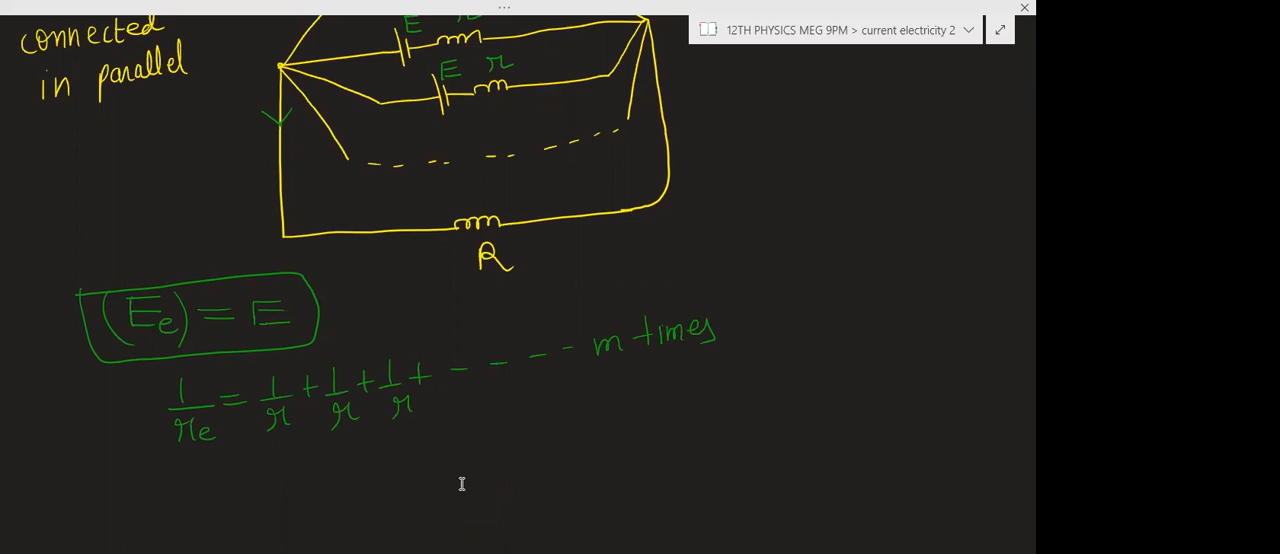 12TH PHYSICS MEG 9PM > current electricity 2
connected
in parallel
E
E r
R
(Ee) = E
1/re = 1/r + 1/r + 1/r + - - - - m times